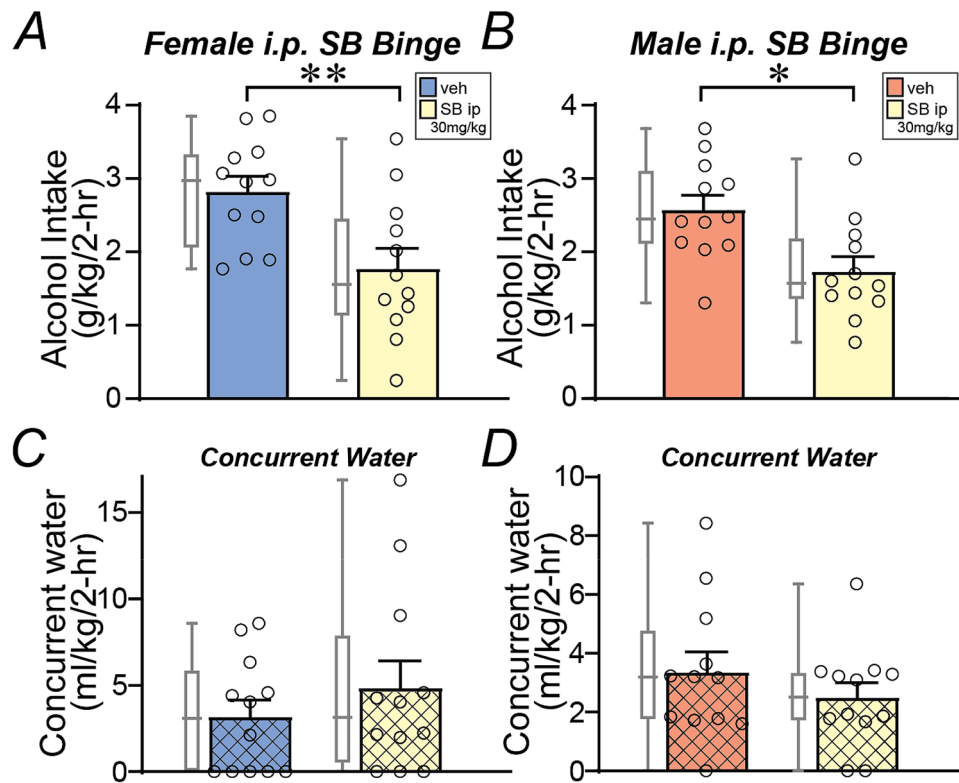 A
Female i.p. SB Binge
**
veh
SB ip
30mg/kg
Alcohol Intake
(g/kg/2-hr)
4
3
2
1
0
B
Male i.p. SB Binge
*
veh
SB ip
30mg/kg
Alcohol Intake
(g/kg/2-hr)
4
3
2
1
0
C
Concurrent Water
Concurrent water
(ml/kg/2-hr)
15
10
5
0
D
Concurrent Water
Concurrent water
(ml/kg/2-hr)
10
8
6
4
2
0